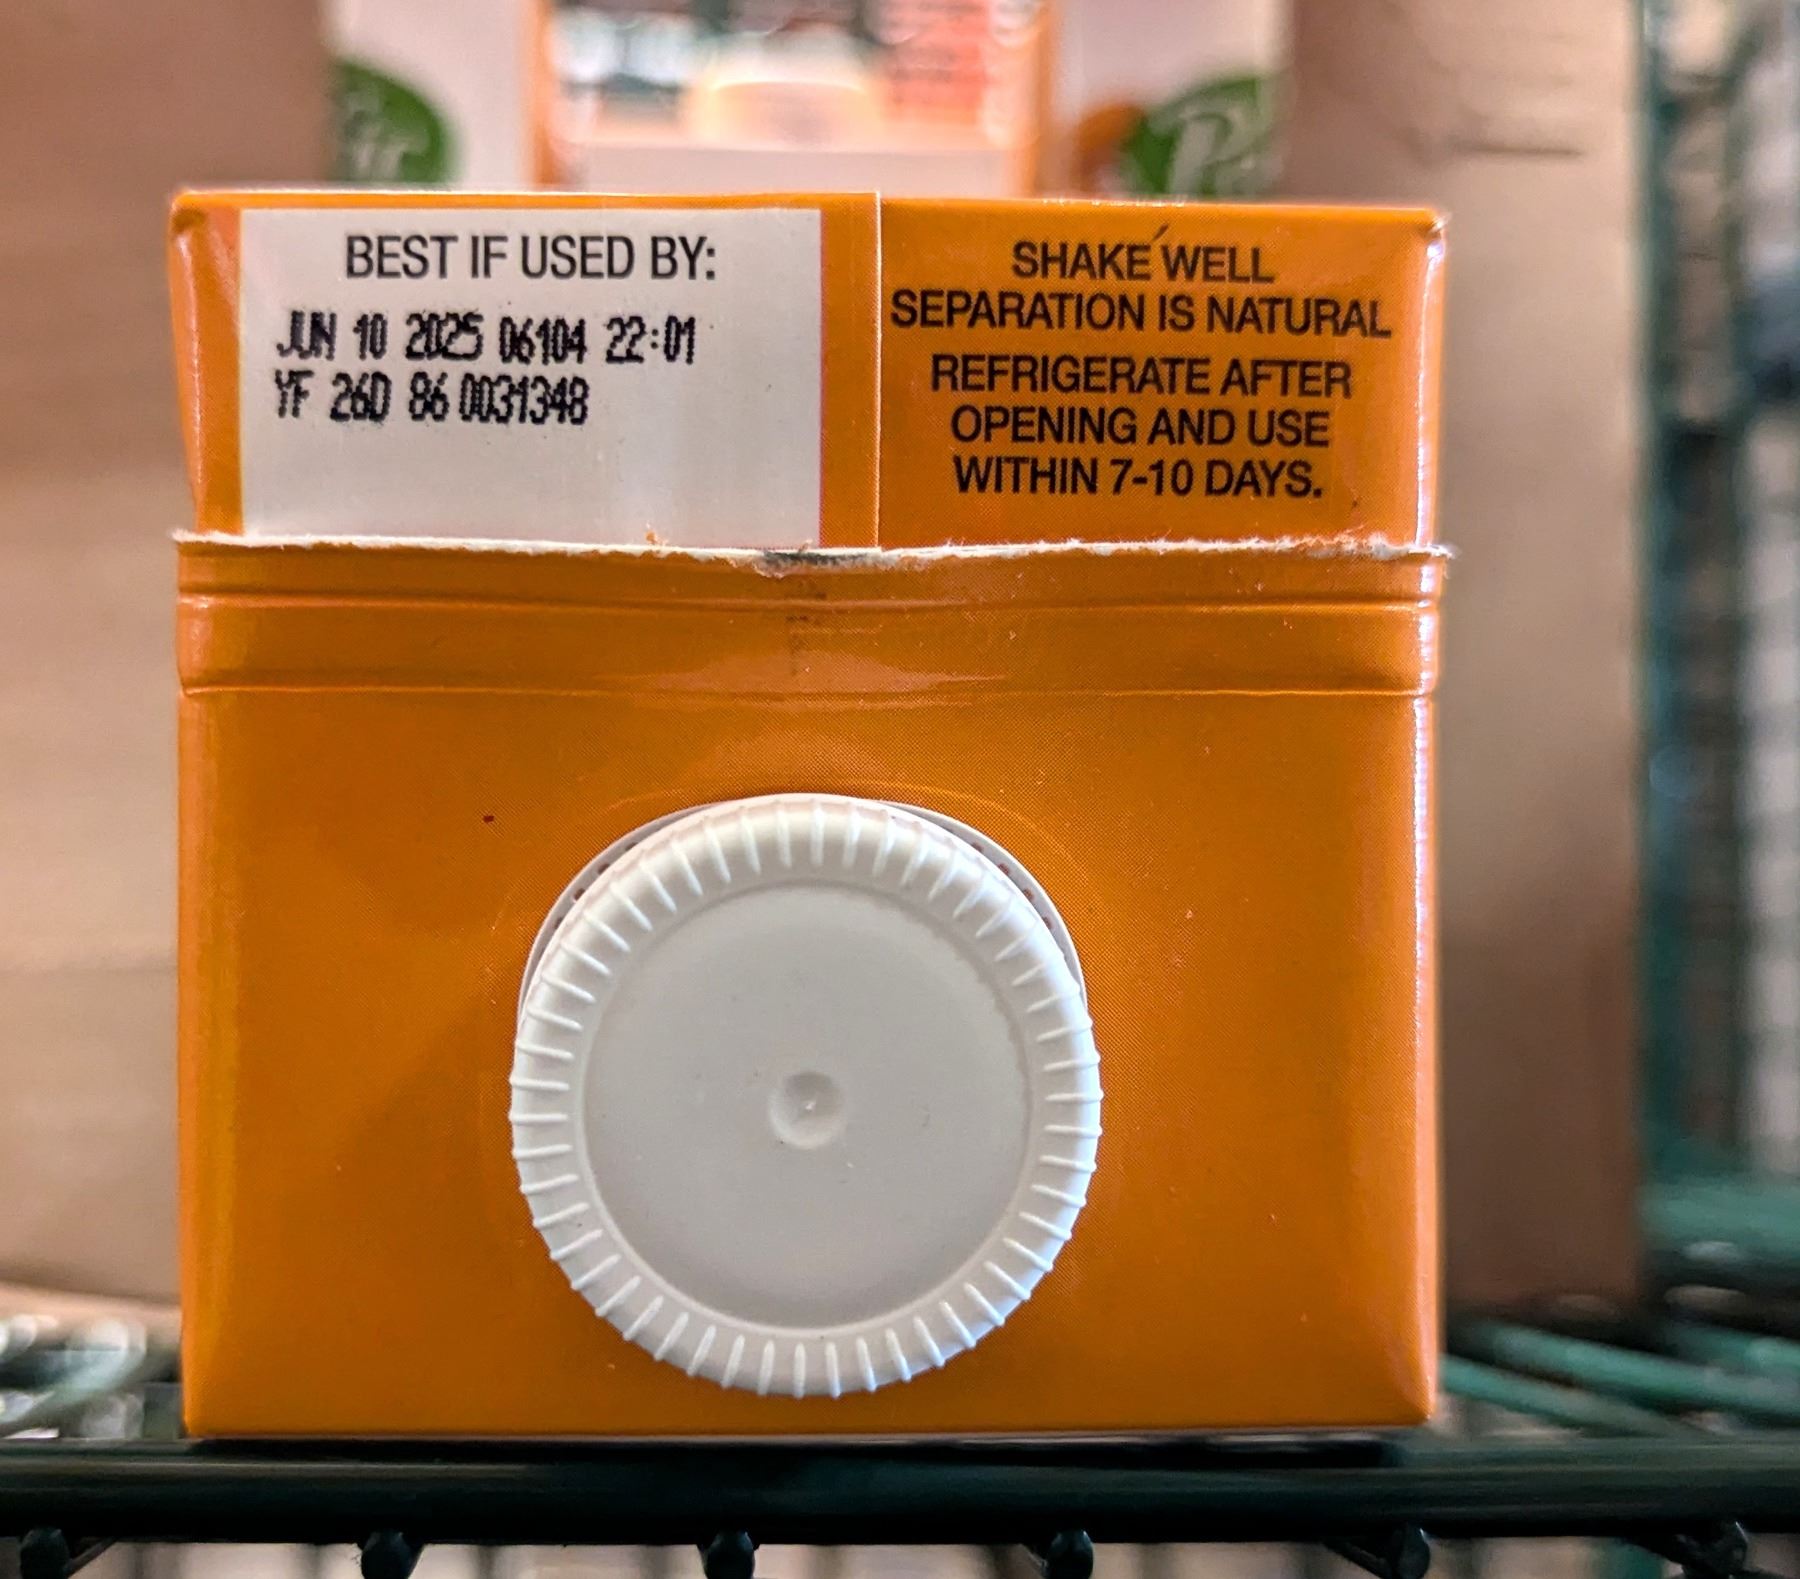 BEST IF USED BY:
JUN 10 2025 06104 22:01
YF 26D 86 0031348
SHAKE WELL
SEPARATION IS NATURAL
REFRIGERATE AFTER
OPENING AND USE
WITHIN 7-10 DAYS.